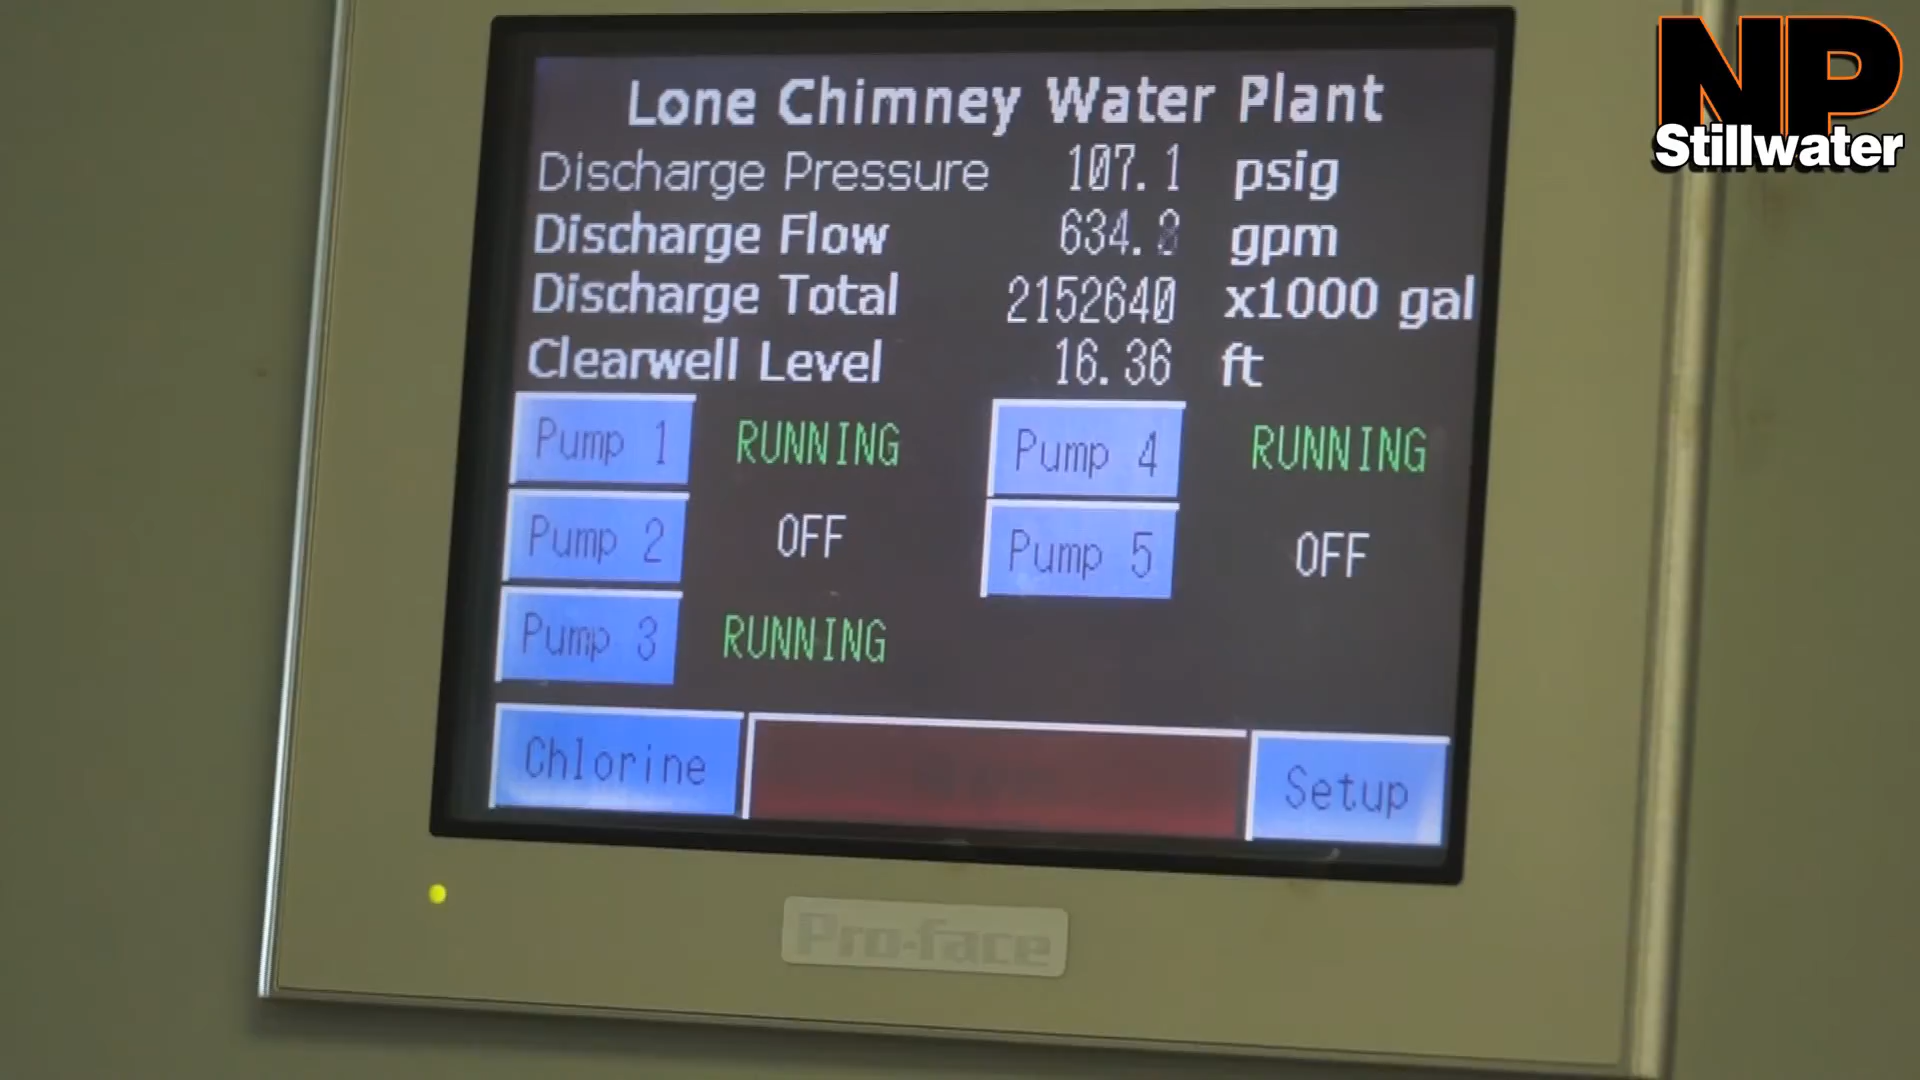 NP
Stillwater
Lone Chimney Water Plant
Discharge Pressure 107.1 psig
Discharge Flow 634. gpm
Discharge Total 2152640 x1000 gal
Clearwell Level 16.36 ft
Pump 1 RUNNING Pump 4 RUNNING
Pump 2 OFF Pump 5 OFF
Pump 3 RUNNING
Chlorine Setup
Pro-face